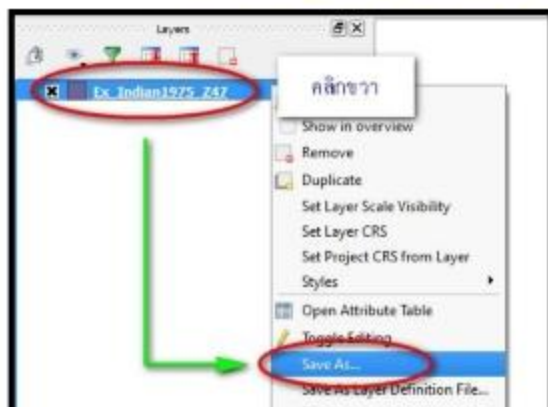 Layers
Ex_Indian1975_Z47
คลิกขวา
Show in overview
Remove
Duplicate
Set Layer Scale Visibility
Set Layer CRS
Set Project CRS from Layer
Styles
Open Attribute Table
Toggle Editing
Save As...
Save As Layer Definition File...